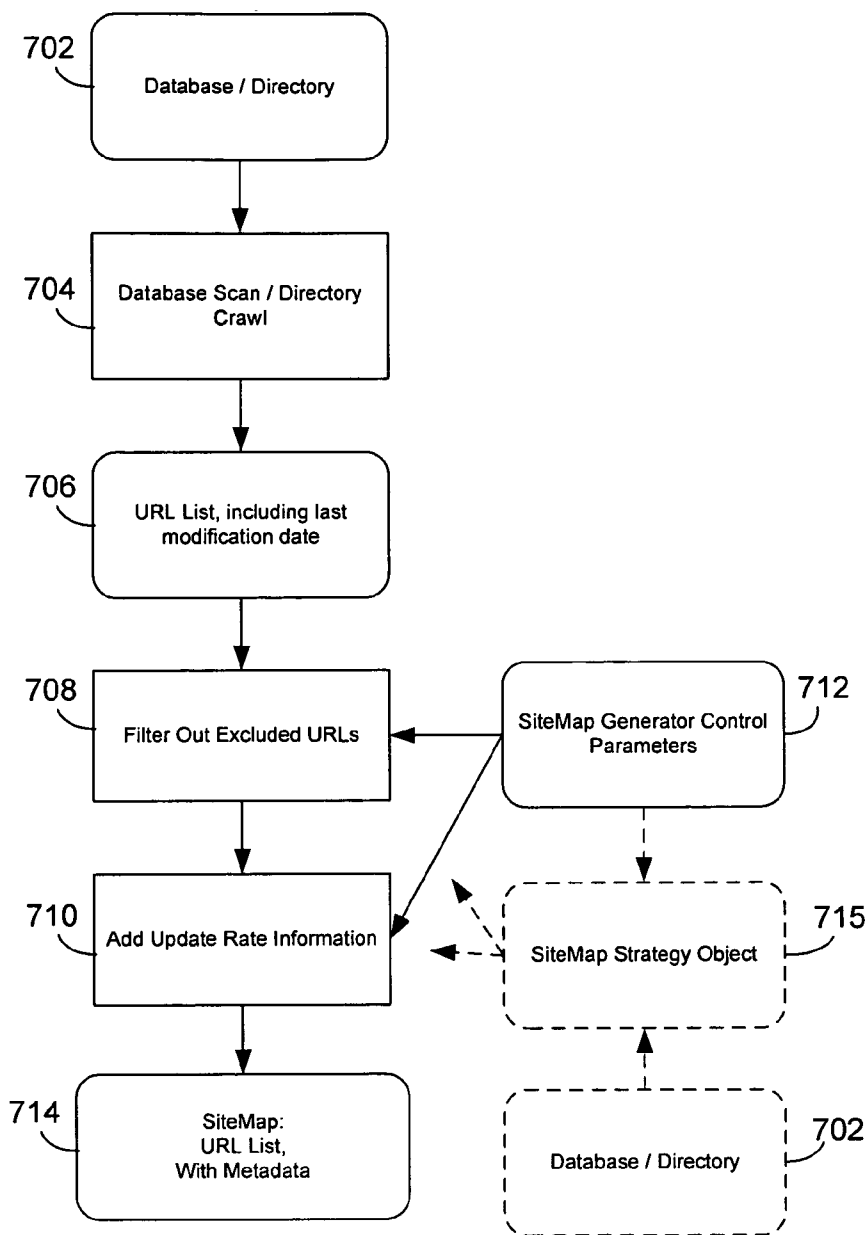 702
Database / Directory
704
Database Scan / Directory
Crawl
706
URL List, including last
modification date
708
Filter Out Excluded URLs
SiteMap Generator Control
Parameters
712
710
Add Update Rate Information
SiteMap Strategy Object
715
714
SiteMap:
URL List,
With Metadata
Database / Directory
702